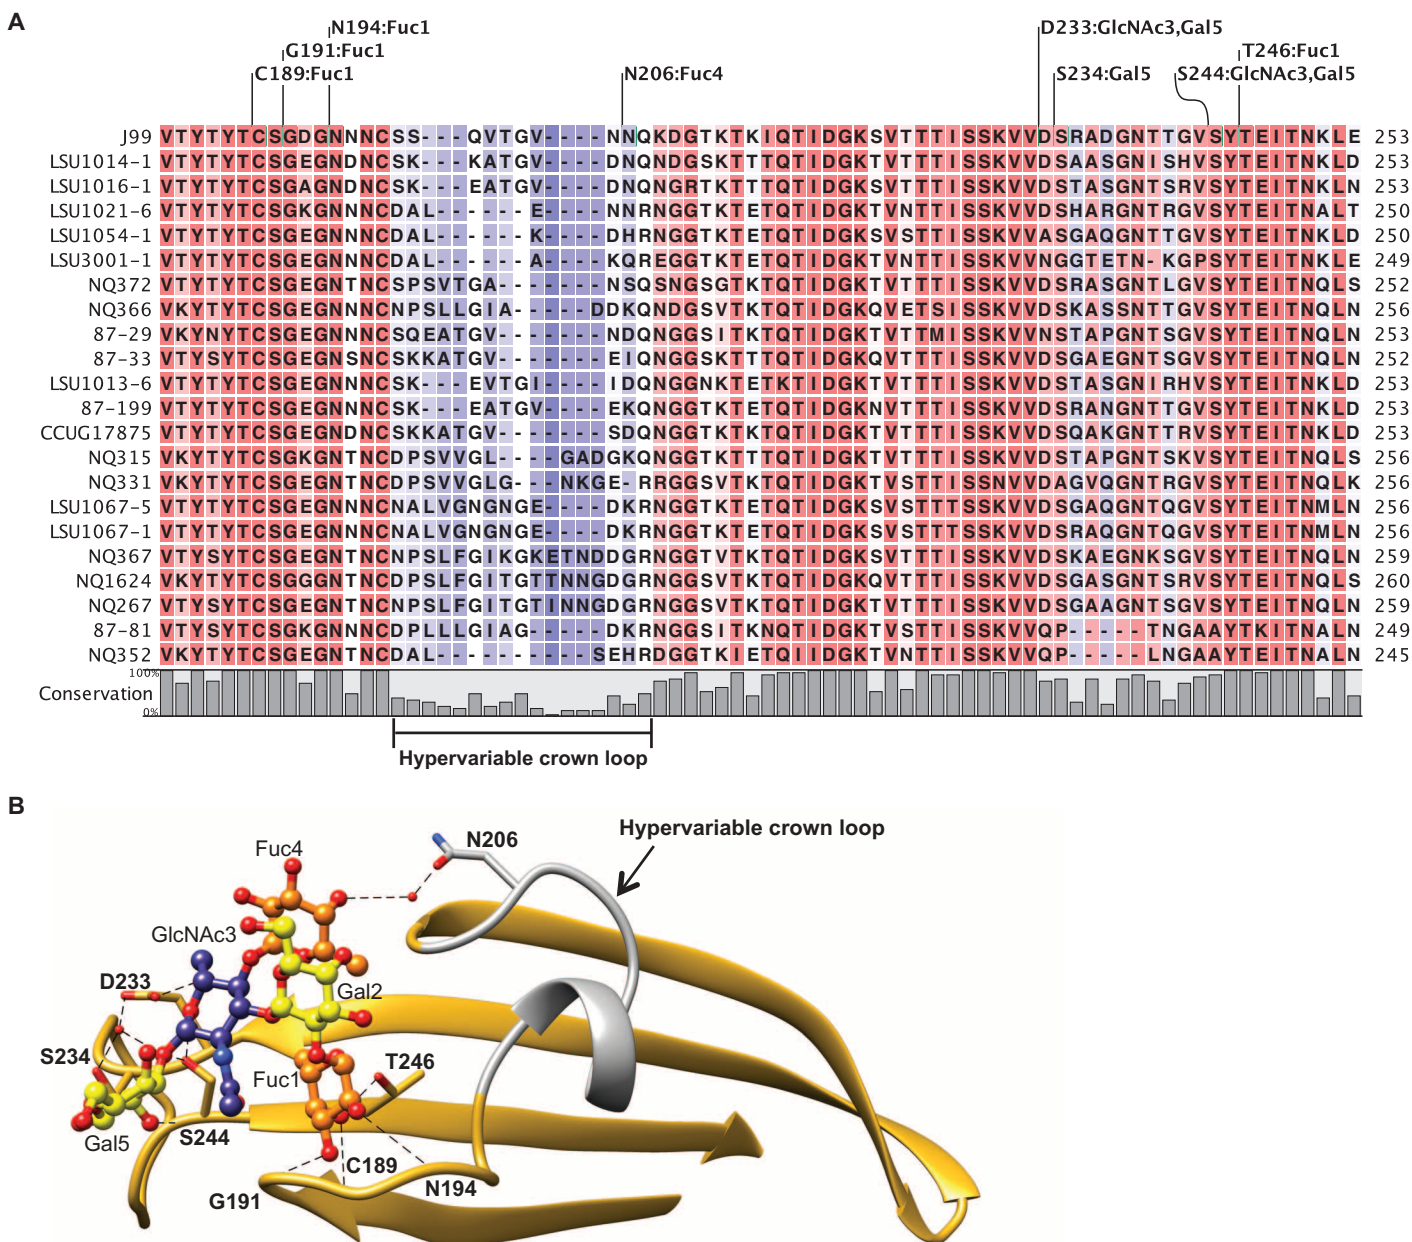 A
N194:Fuc1
G191:Fuc1
C189:Fuc1
N206:Fuc4
D233:GlcNAc3,Gal5
S234:Gal5
T246:Fuc1
S244:GlcNAc3,Gal5
J99 VTYTYTCSGDGNNNCSS---QVTGV----NNQKDGTKTKIQTIDGKSVTTTISSKVVDSRADGNTTGVSYTEITNKLE 253
LSU1014-1 VTYTYTCSGEGNDNCSK---KATGV----DNQNDGSKTTTQTIDGKTVTTTISSKVVDSAASGNISHVSYTEITNKLD 253
LSU1016-1 VTYTYTCSGAGNDNCSK---EATGV----DNQNGRTKTTTQTIDGKSVTTTISSKVVDSTASGNTSRVSYTEITNKLN 253
LSU1021-6 VTYTYTCSGKGNNNCDAL------E----NNRNGGTKTETQTIDGKTVNTTISSKVVDSHARGNTRGVSYTEITNALT 250
LSU1054-1 VTYTYTCSGEGNNNCDAL------K----DHRNGGTKTETQTIDGKSVSTTISSKVVASGAQGNTTGVSYTEITNKLD 250
LSU3001-1 VTYTYTCSGEGNNNCDAL------A----KQREGGTKTETQTIDGKTVNTTISSKVVNGGTETN-KGPSYTEITNKLE 249
NQ372 VTYTYTCSGEGNTNCSPSVTGA-------NSQSNGSGTKTQTIDGKTVTTTISSKVVDSRASGNTLGVSYTEITNQLS 252
NQ366 VKYTYTCSGEGNNNCNPSLLGIA-----DDKQNDGSVTKTQTIDGKQVETSISSKVVDSKASSNTTGVSYTEITNQLN 256
87-29 VKYNYTCSGEGNNNCSQEATGV-------NDQNGGSITKTQTIDGKTVTTMISSKVVNSTAPGNTSGVSYTEITNQLN 253
87-33 VTYSYTCSGEGNSNCSKKATGV-------EIQNGGSKTTTQTIDGKQVTTTISSKVVDSGAEGNTSGVSYTEITNQLN 252
LSU1013-6 VTYTYTCSGEGNNNCSK---EVTGI----IDQNGGNKTETKTIDGKTVTTTISSKVVDSTASGNIRHVSYTEITNKLD 253
87-199 VTYTYTCSGEGNNNCSK---EATGV----EKQNGGTKTETQTIDGKNVTTTISSKVVDSRANGNTTGVSYTEITNKLD 253
CCUG17875 VTYTYTCSGEGNDNCSKKATGV-------SDQNGGTKTETQTIDGKTVTTTISSKVVDSQAKGNTTRVSYTEITNKLD 253
NQ315 VKYTYTCSGKGNTNCDPSVVGL----GADGKQNGGTKTTTQTIDGKTVTTTISSKVVDSTAPGNTSKVSYTEITNQLS 256
NQ331 VKYTYTCSGEGNTNCDPSVVGLG---NKGE-RRGGSVTKTQTIDGKTVSTTISSNVVDAGVQGNTRGVSYTEITNQLK 256
LSU1067-5 VTYTYTCSGEGNNNCNALVGNGNGE----DKRNGGTKTETQTIDGKSVSTTISSKVVDSGAQGNTQGVSYTEITNMLN 256
LSU1067-1 VTYTYTCSGEGNNNCNALVGNGNGE----DKRNGGTKTETQTIDGKSVSTTTSSKVVDSRAQGNTQGVSYTEITNMLN 256
NQ367 VTYSYTCSGEGNTNCNPSLFGIKGKETNDDGRNGGTVTKTQTIDGKSVTTTISSKVVDSKAEGNKSGVSYTEITNQLN 259
NQ1624 VKYTYTCSGGGNTNCDPSLFGITGTTNNGDGRNGGSVTKTQTIDGKQVTTTISSKVVDSGASGNTSRVSYTEITNQLS 260
NQ267 VTYSYTCSGEGNTNCNPSLFGITGTINNGDGRNGGSVTKTQTIDGKTVTTTISSKVVDSGAAGNTSGVSYTEITNQLN 259
87-81 VTYSYTCSGKGNNNCDPLLLGIAG-----DKRNGGSITKNQTIDGKTVSTTISSKVVQP-----TNGAAYTKITNALN 249
NQ352 VKYTYTCSGEGNNNCDAL----------SEHRDGGTKTETQTIDGKTVNTTISSKVVQP-----LNGAAYTEITNALN 245
100%
Conservation
0%
Hypervariable crown loop
B
Hypervariable crown loop
N206
Fuc4
GlcNAc3
D233
Gal2
S234
T246
Fuc1
Gal5
S244
C189
N194
G191